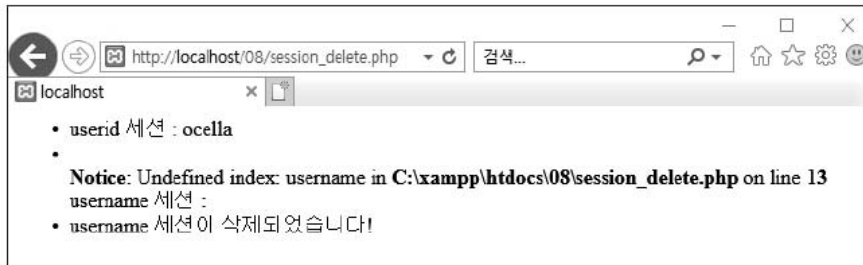 http://localhost/08/session_delete.php
검색...
localhost
• userid 세션 : ocella
•
Notice: Undefined index: username in C:\xampp\htdocs\08\session_delete.php on line 13
username 세션 :
• username 세션이 삭제되었습니다!